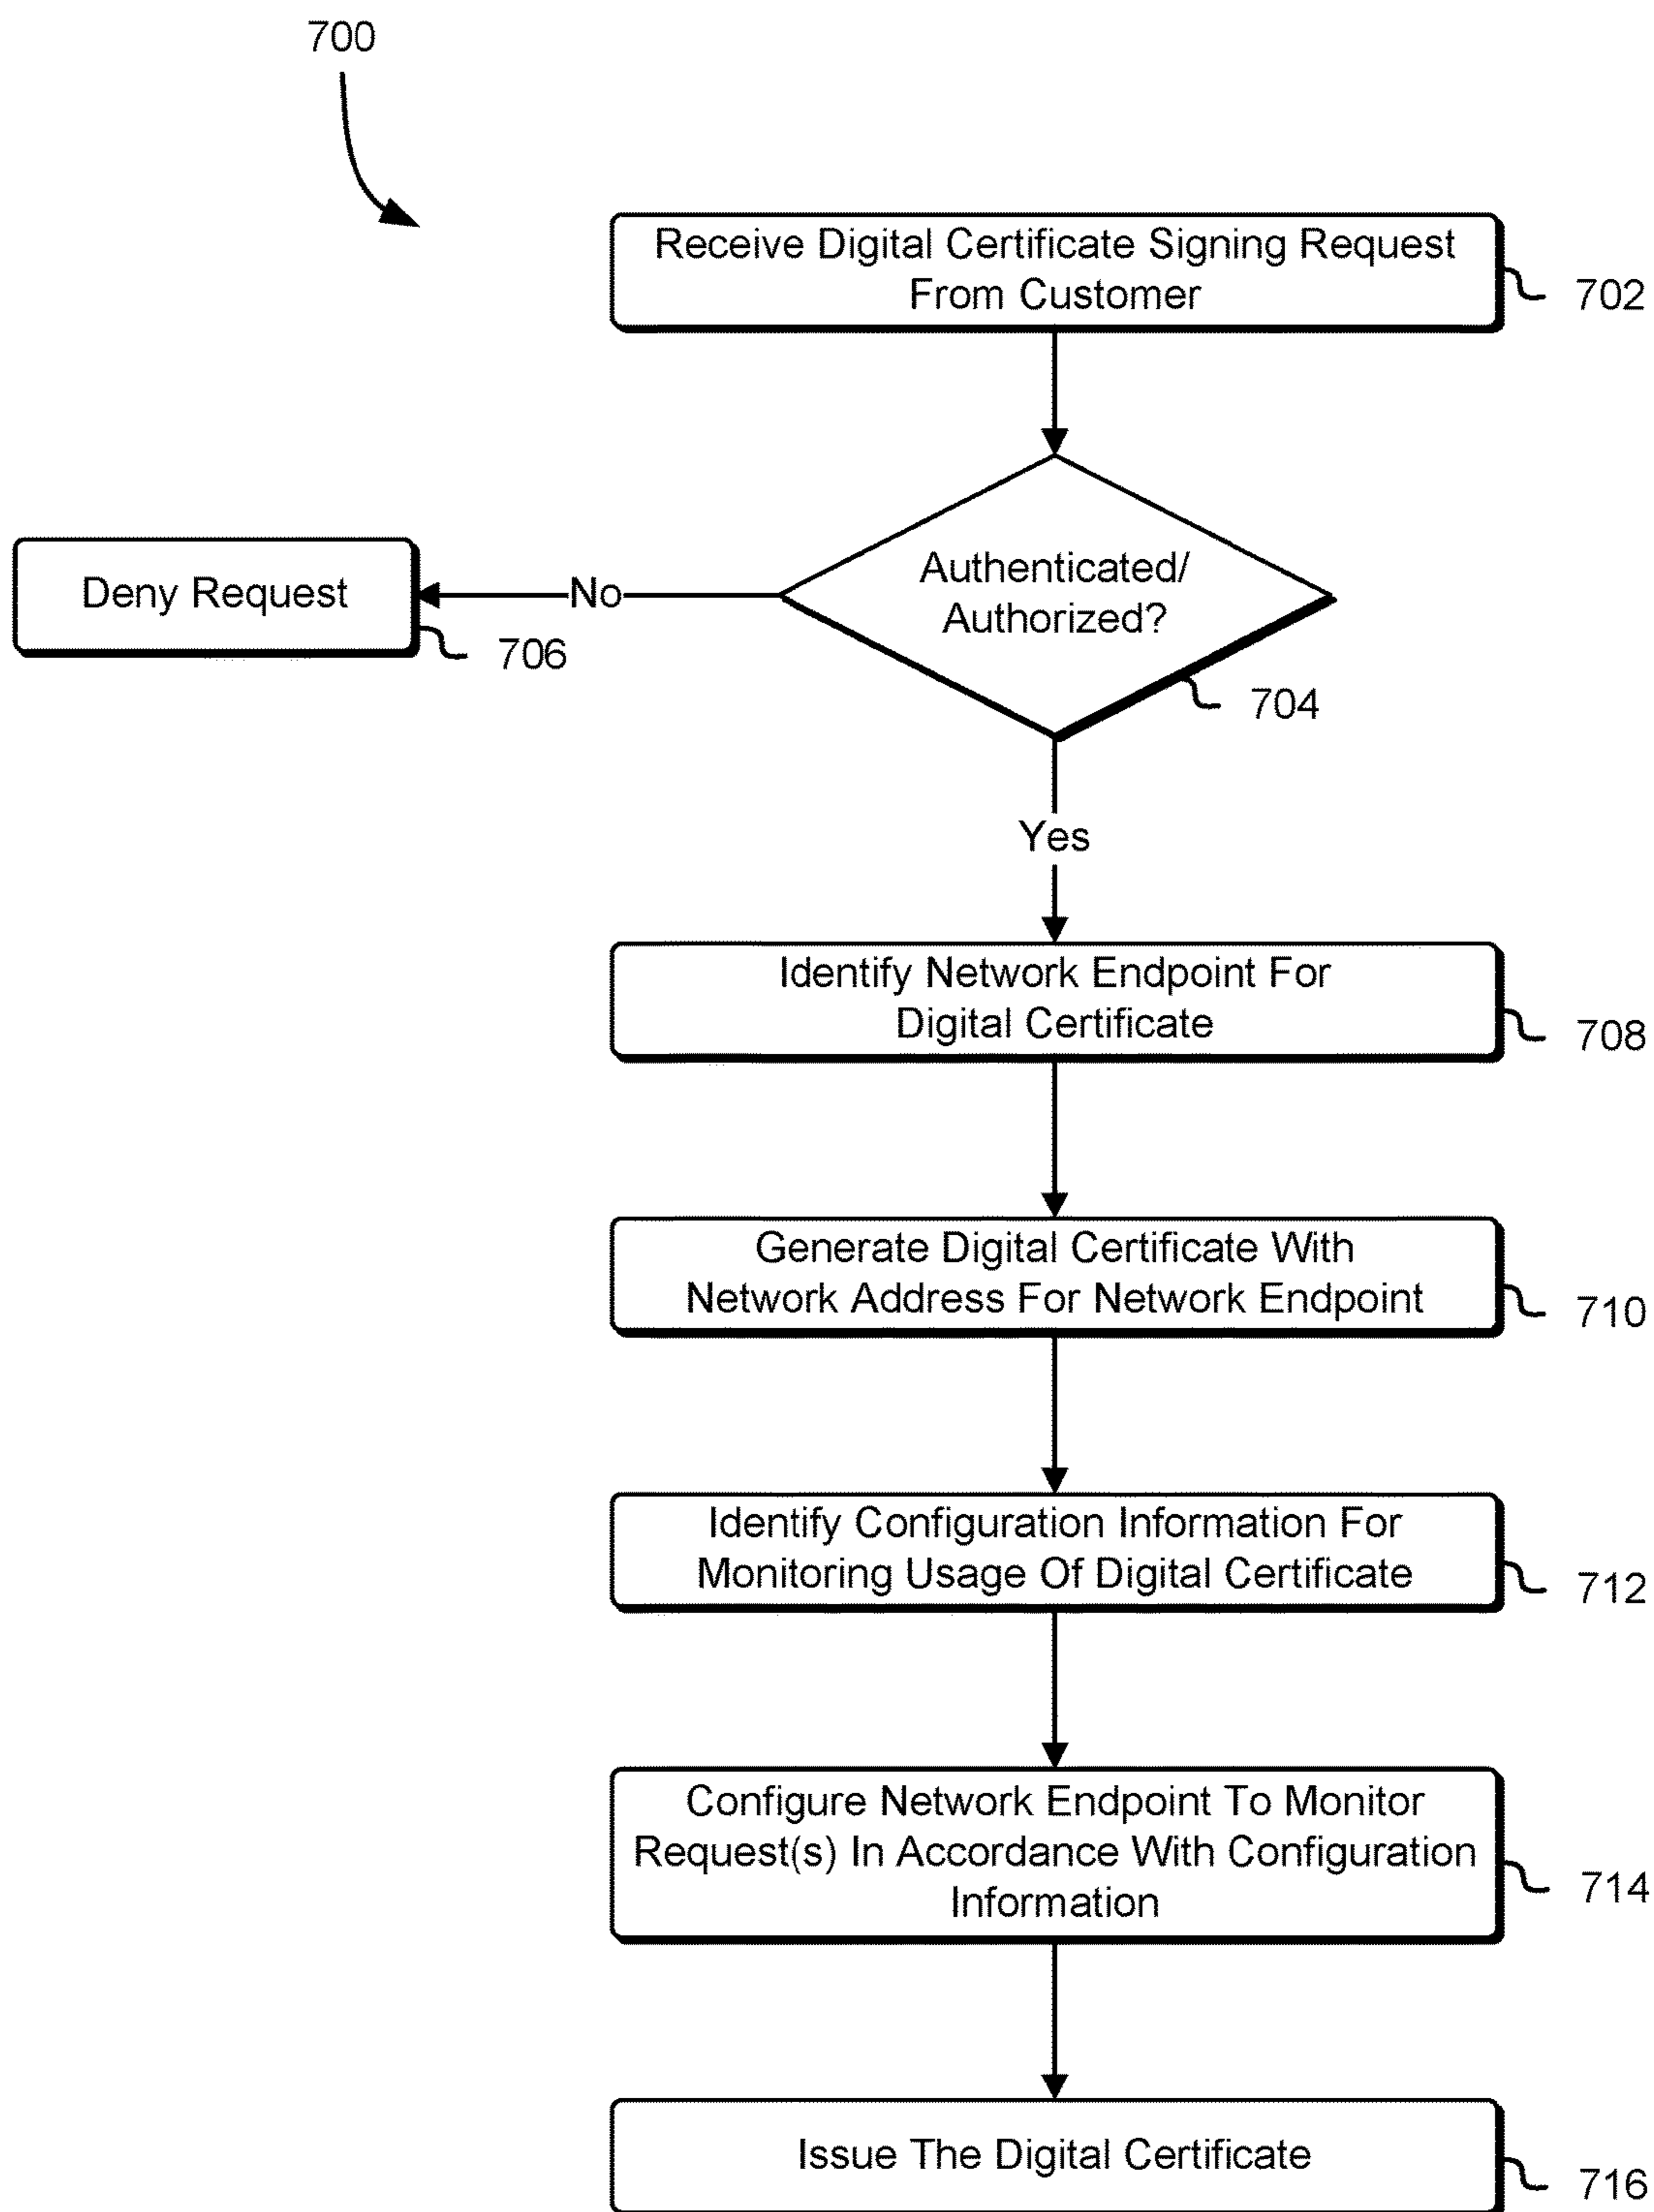 700
Receive Digital Certificate Signing Request
From Customer
702
Authenticated/
Authorized?
704
No
Deny Request
706
Yes
Identify Network Endpoint For
Digital Certificate
708
Generate Digital Certificate With
Network Address For Network Endpoint
710
Identify Configuration Information For
Monitoring Usage Of Digital Certificate
712
Configure Network Endpoint To Monitor
Request(s) In Accordance With Configuration
Information
714
Issue The Digital Certificate
716